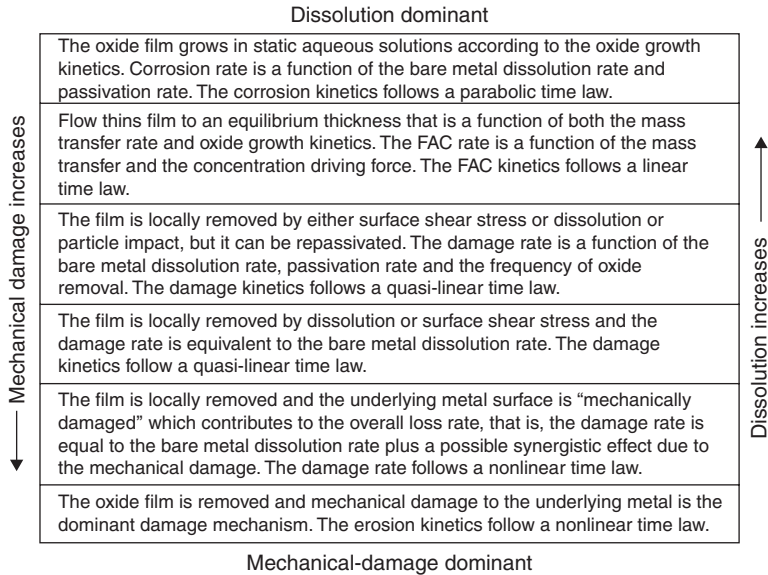 Dissolution dominant
The oxide film grows in static aqueous solutions according to the oxide growth
kinetics. Corrosion rate is a function of the bare metal dissolution rate and
passivation rate. The corrosion kinetics follows a parabolic time law.
Flow thins film to an equilibrium thickness that is a function of both the mass
transfer rate and oxide growth kinetics. The FAC rate is a function of the mass
transfer and the concentration driving force. The FAC kinetics follows a linear
time law.
The film is locally removed by either surface shear stress or dissolution or
particle impact, but it can be repassivated. The damage rate is a function of the
bare metal dissolution rate, passivation rate and the frequency of oxide
removal. The damage kinetics follows a quasi-linear time law.
The film is locally removed by dissolution or surface shear stress and the
damage rate is equivalent to the bare metal dissolution rate. The damage
kinetics follow a quasi-linear time law.
The film is locally removed and the underlying metal surface is “mechanically
damaged” which contributes to the overall loss rate, that is, the damage rate is
equal to the bare metal dissolution rate plus a possible synergistic effect due to
the mechanical damage. The damage rate follows a nonlinear time law.
The oxide film is removed and mechanical damage to the underlying metal is the
dominant damage mechanism. The erosion kinetics follow a nonlinear time law.
Mechanical-damage dominant
Mechanical damage increases
Dissolution increases